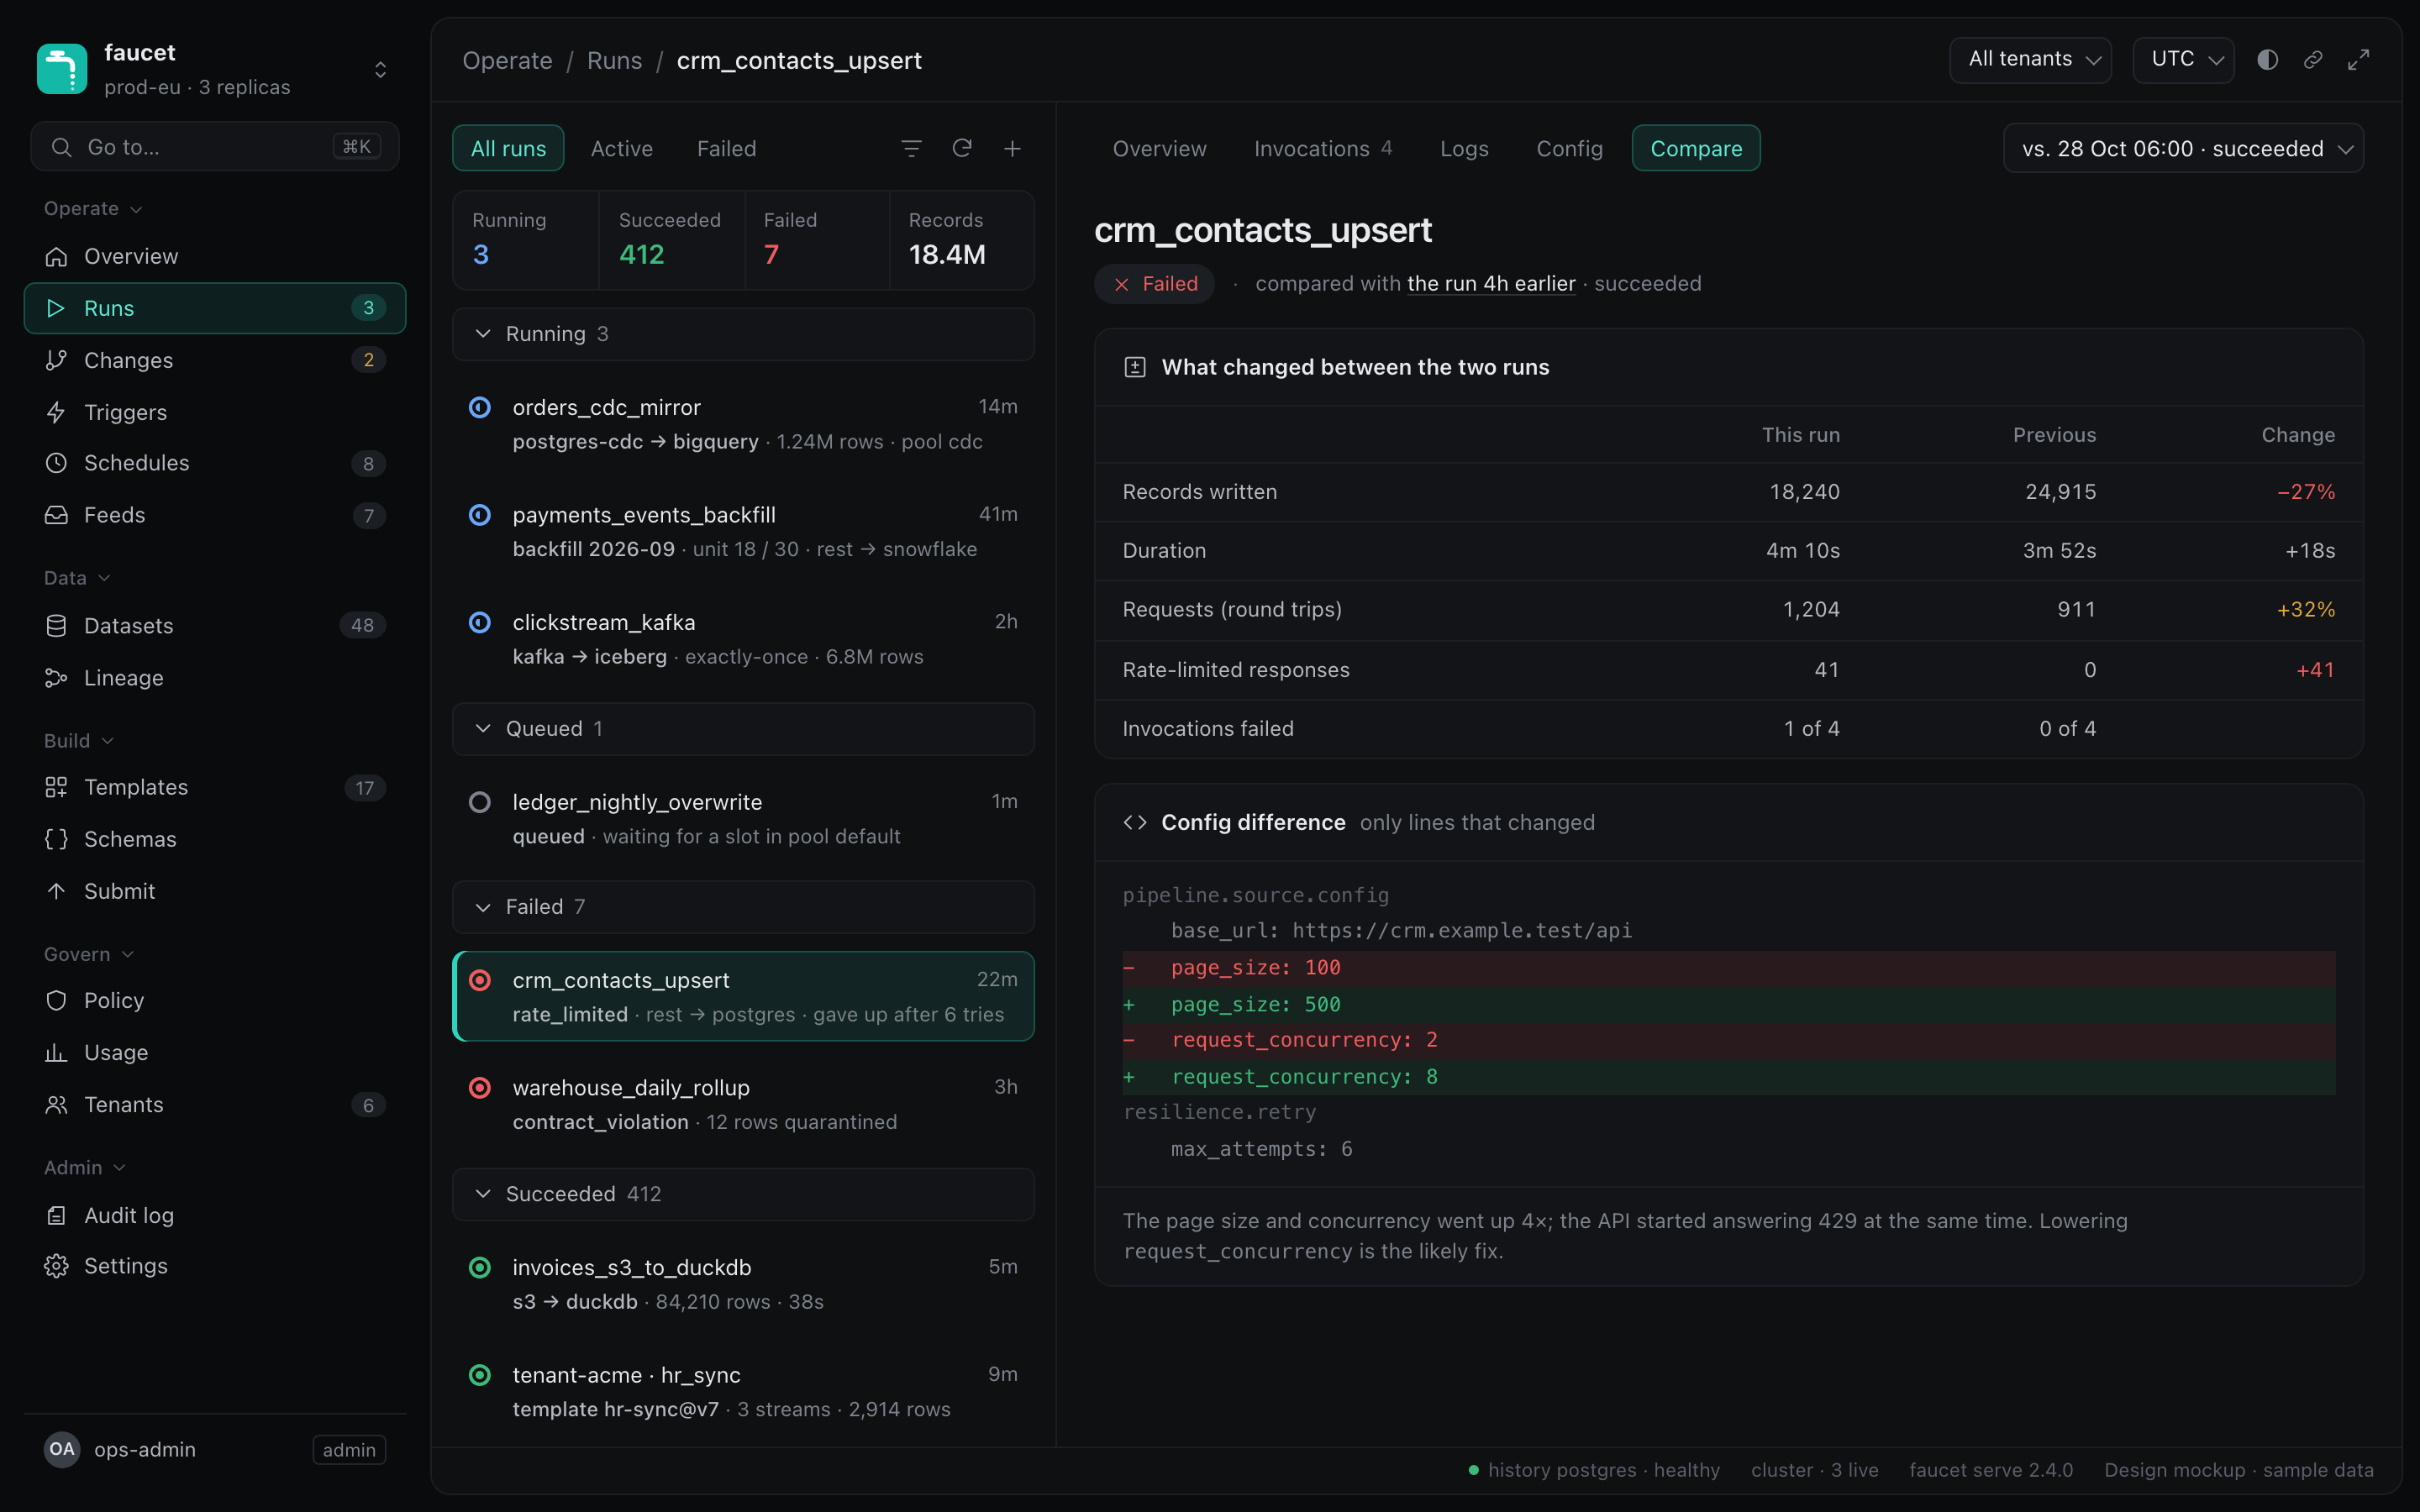 faucet
prod-eu · 3 replicas
Go to...
⌘K
Operate
Overview
Runs 3
Changes 2
Triggers
Schedules 8
Feeds 7
Data
Datasets 48
Lineage
Build
Templates 17
Schemas
Submit
Govern
Policy
Usage
Tenants 6
Admin
Audit log
Settings
OA ops-admin admin
Operate / Runs / crm_contacts_upsert
All tenants
UTC
All runs Active Failed
Running Succeeded Failed Records
3 412 7 18.4M
Running 3
orders_cdc_mirror 14m
postgres-cdc → bigquery · 1.24M rows · pool cdc
payments_events_backfill 41m
backfill 2026-09 · unit 18 / 30 · rest → snowflake
clickstream_kafka 2h
kafka → iceberg · exactly-once · 6.8M rows
Queued 1
ledger_nightly_overwrite 1m
queued · waiting for a slot in pool default
Failed 7
crm_contacts_upsert 22m
rate_limited · rest → postgres · gave up after 6 tries
warehouse_daily_rollup 3h
contract_violation · 12 rows quarantined
Succeeded 412
invoices_s3_to_duckdb 5m
s3 → duckdb · 84,210 rows · 38s
tenant-acme · hr_sync 9m
template hr-sync@v7 · 3 streams · 2,914 rows
Overview Invocations 4 Logs Config Compare
vs. 28 Oct 06:00 · succeeded
crm_contacts_upsert
Failed · compared with the run 4h earlier · succeeded
What changed between the two runs
This run Previous Change
Records written 18,240 24,915 −27%
Duration 4m 10s 3m 52s +18s
Requests (round trips) 1,204 911 +32%
Rate-limited responses 41 0 +41
Invocations failed 1 of 4 0 of 4
Config difference only lines that changed
pipeline.source.config
base_url: https://crm.example.test/api
− page_size: 100
+ page_size: 500
− request_concurrency: 2
+ request_concurrency: 8
resilience.retry
max_attempts: 6
The page size and concurrency went up 4×; the API started answering 429 at the same time. Lowering
request_concurrency is the likely fix.
history postgres · healthy cluster · 3 live faucet serve 2.4.0 Design mockup · sample data